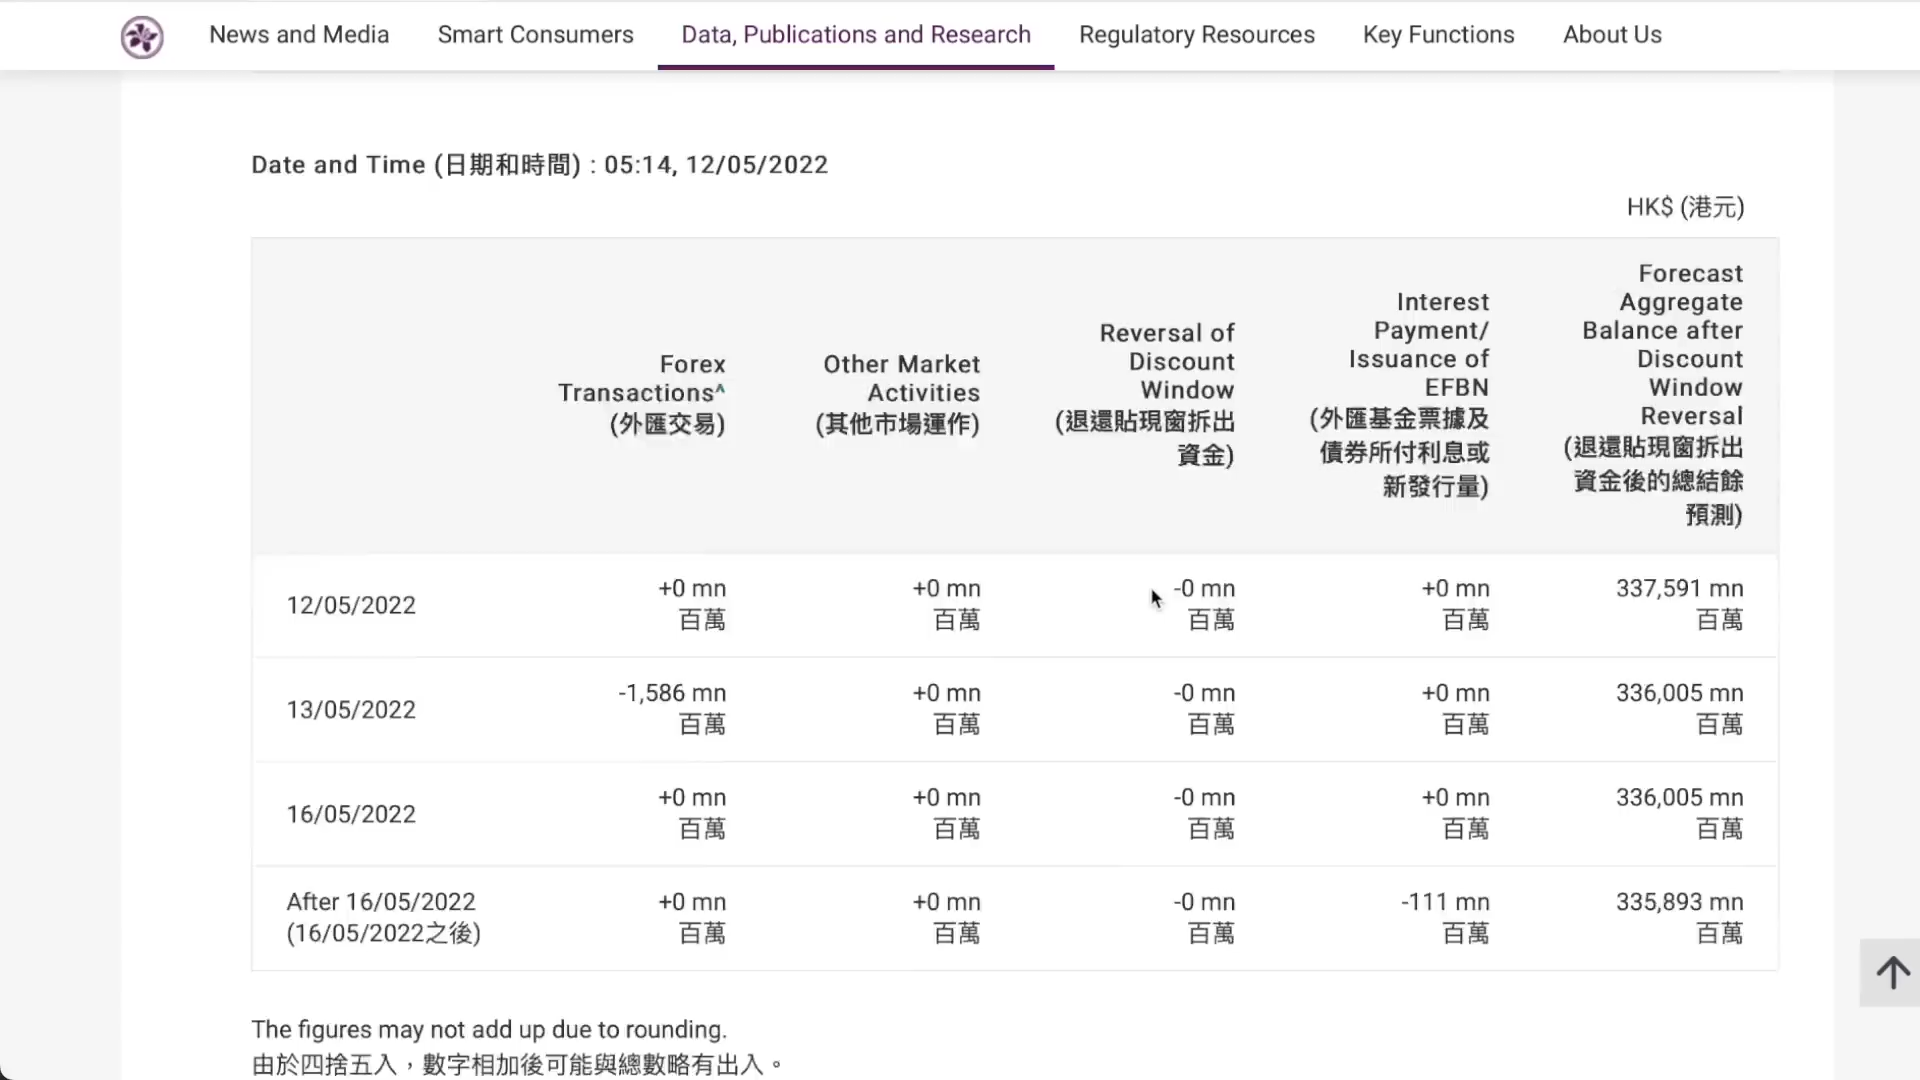 News and Media Smart Consumers Data, Publications and Research Regulatory Resources Key Functions About Us
Date and Time (日期和時間) : 05:14, 12/05/2022
HK$ (港元)
Forex
Transactions^
(外匯交易)
Other Market
Activities
(其他市場運作)
Reversal of
Discount
Window
(退還貼現窗拆出
資金)
Interest
Payment/
Issuance of
EFBN
(外匯基金票據及
債券所付利息或
新發行量)
Forecast
Aggregate
Balance after
Discount
Window
Reversal
(退還貼現窗拆出
資金後的總結餘
預測)
12/05/2022
+0 mn
百萬
+0 mn
百萬
-0 mn
百萬
+0 mn
百萬
337,591 mn
百萬
13/05/2022
-1,586 mn
百萬
+0 mn
百萬
-0 mn
百萬
+0 mn
百萬
336,005 mn
百萬
16/05/2022
+0 mn
百萬
+0 mn
百萬
-0 mn
百萬
+0 mn
百萬
336,005 mn
百萬
After 16/05/2022
(16/05/2022之後)
+0 mn
百萬
+0 mn
百萬
-0 mn
百萬
-111 mn
百萬
335,893 mn
百萬
The figures may not add up due to rounding.
由於四捨五入，數字相加後可能與總數略有出入。